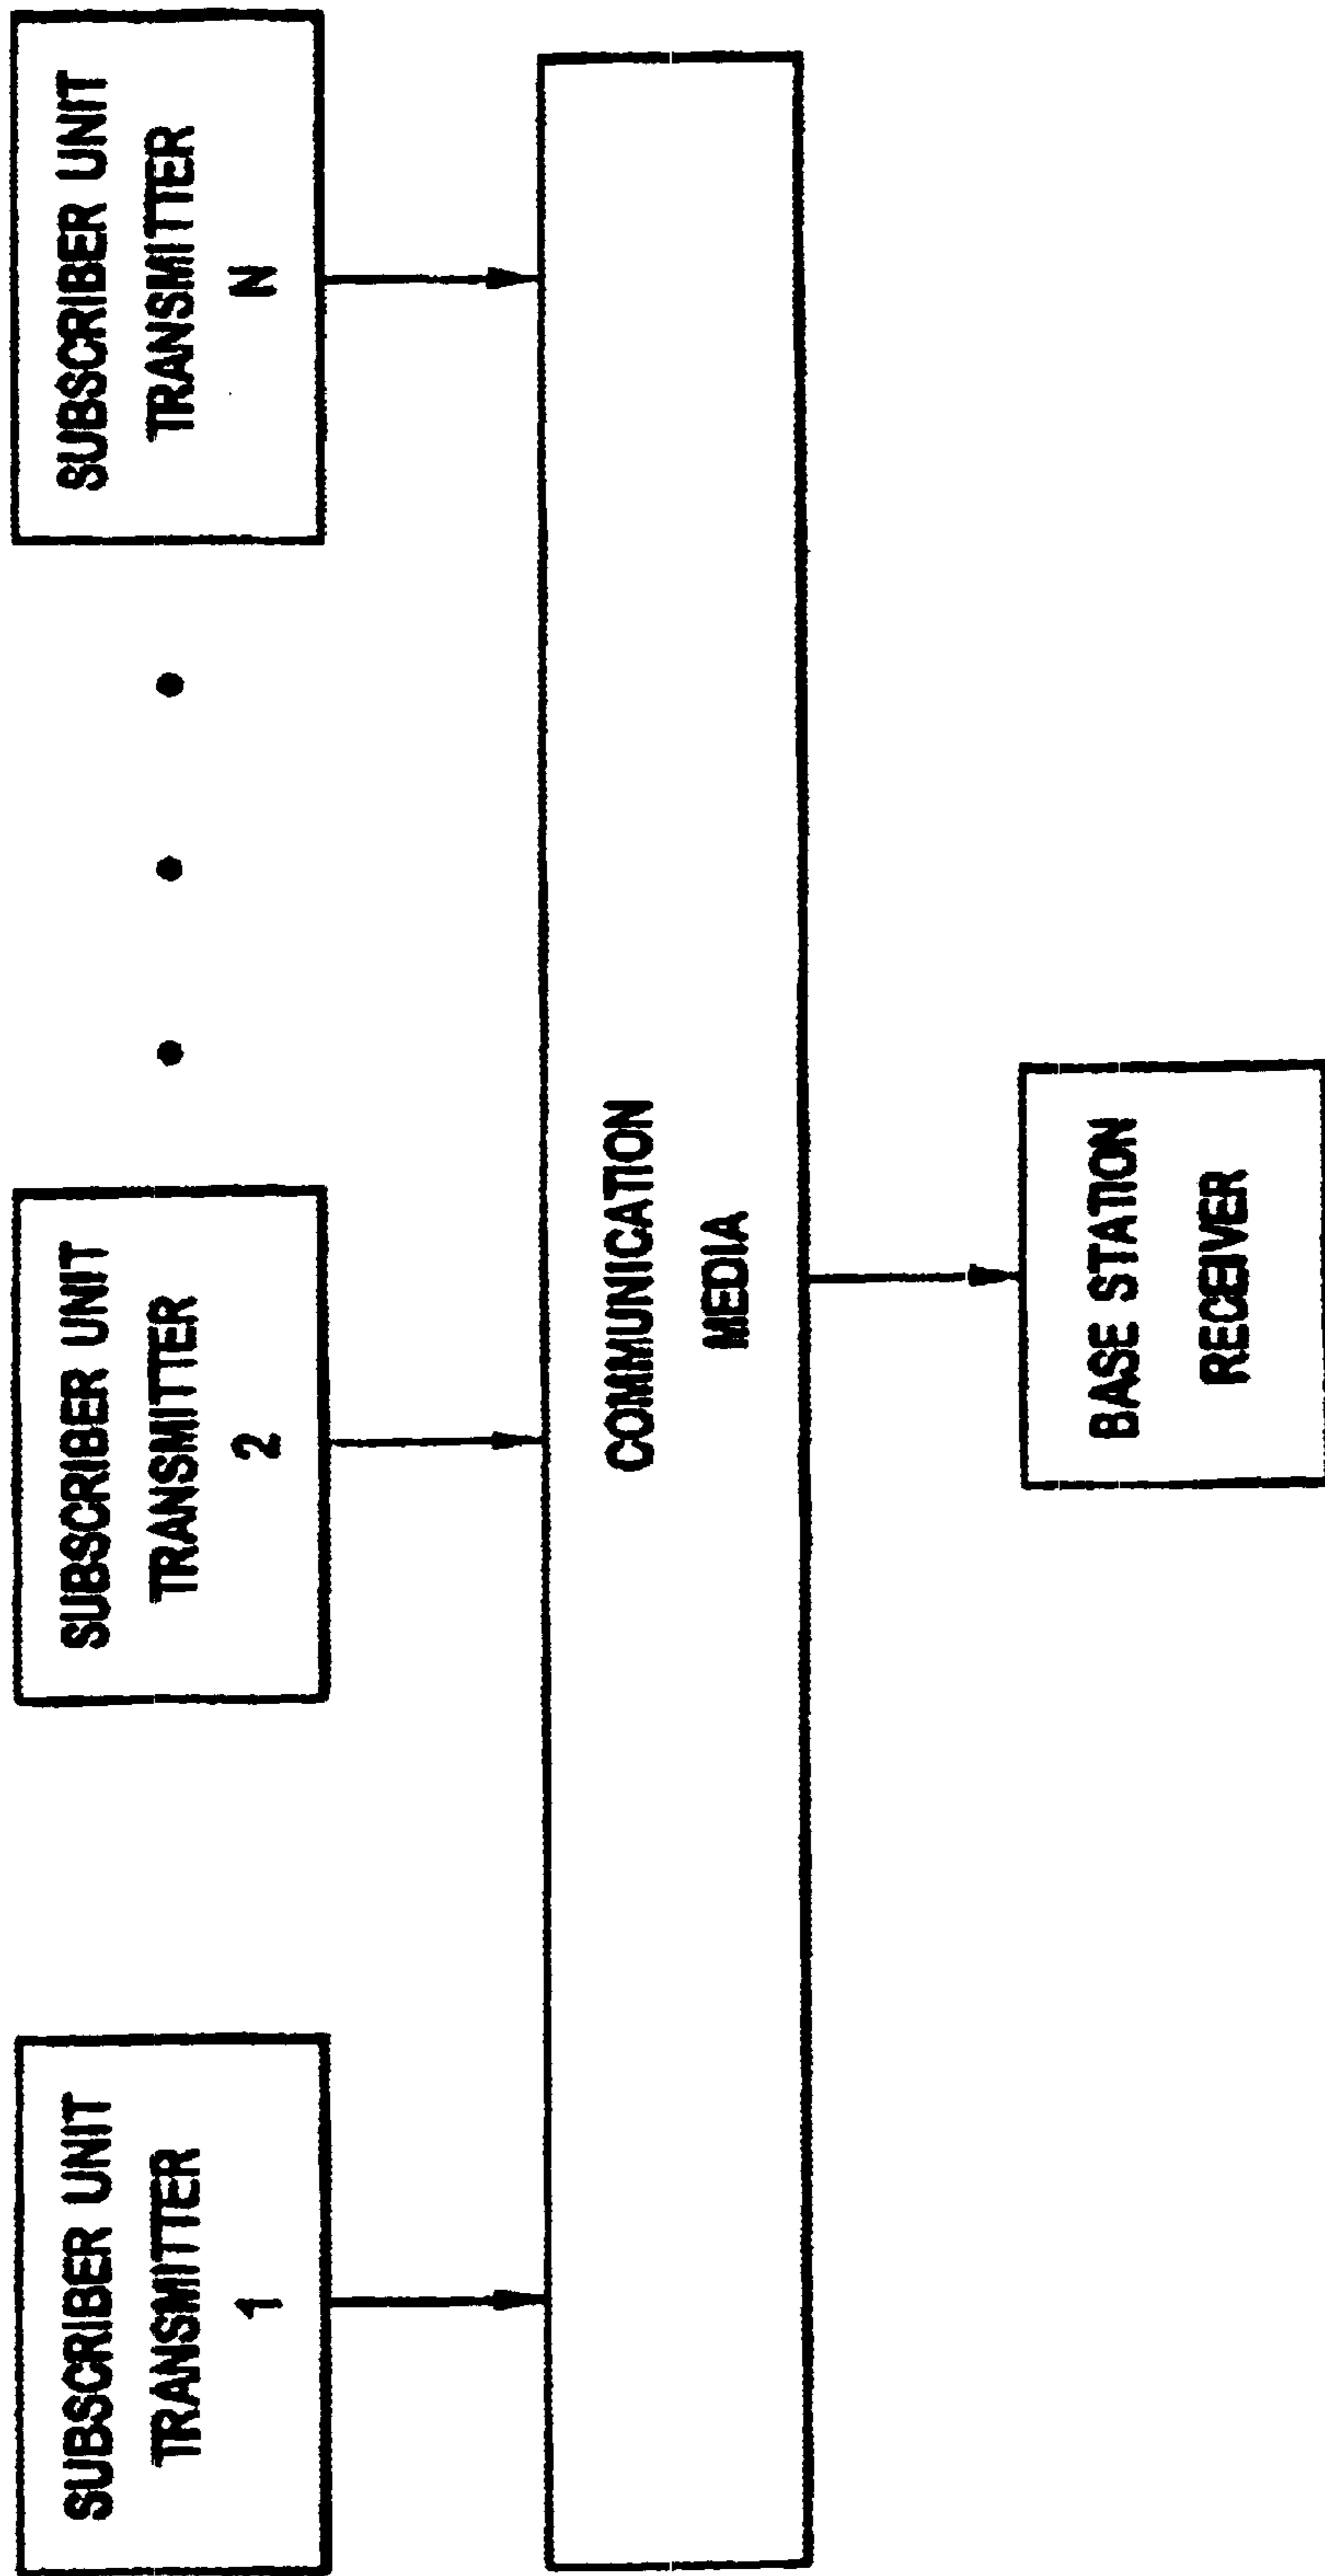 SUBSCRIBER UNIT
TRANSMITTER
1
SUBSCRIBER UNIT
TRANSMITTER
2
SUBSCRIBER UNIT
TRANSMITTER
N
COMMUNICATION
MEDIA
BASE STATION
RECEIVER